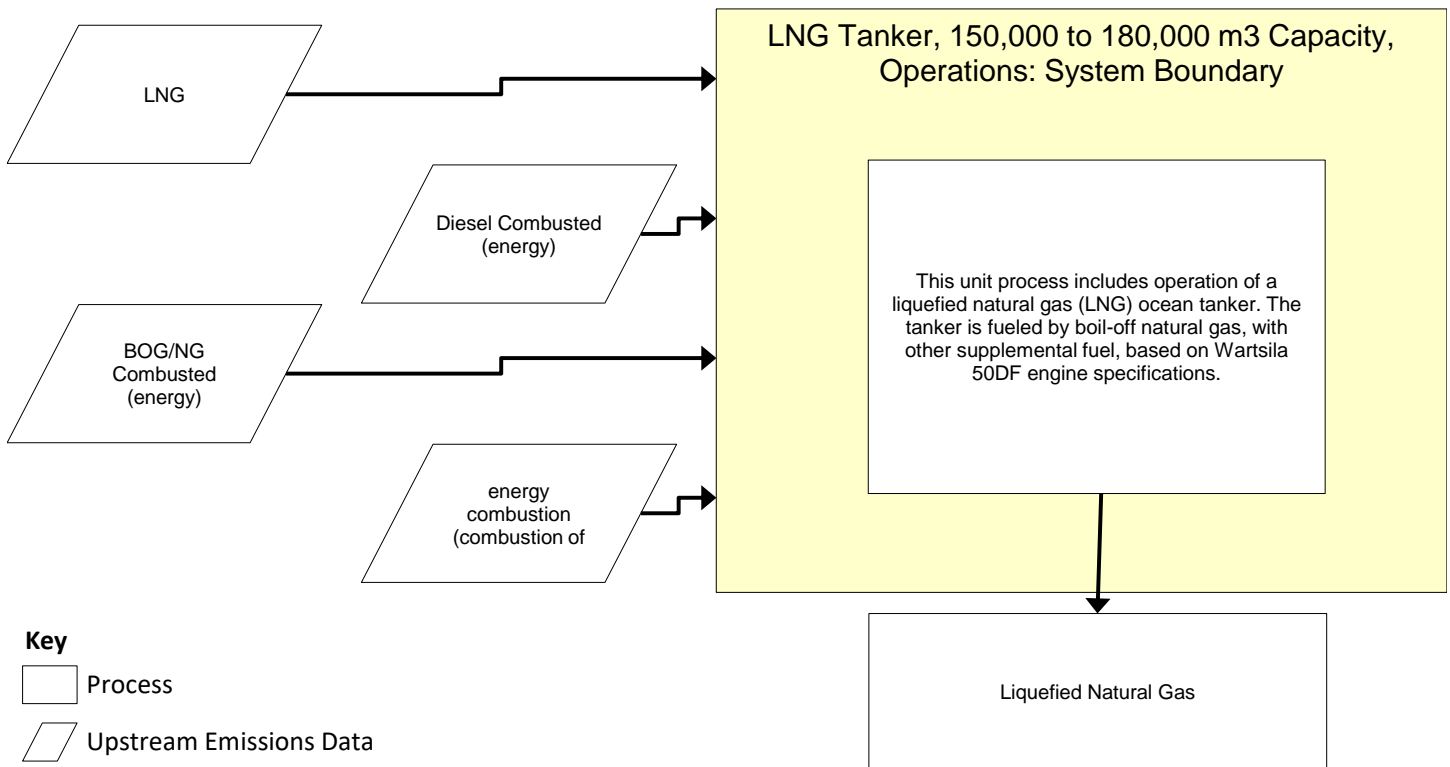 LNG Tanker, 150,000 to 180,000 m3 Capacity,
Operations: System Boundary
LNG
Diesel Combusted
(energy)
BOG/NG
Combusted
(energy)
energy
combustion
(combustion of
This unit process includes operation of a
liquefied natural gas (LNG) ocean tanker. The
tanker is fueled by boil-off natural gas, with
other supplemental fuel, based on Wartsila
50DF engine specifications.
Liquefied Natural Gas
Key
Process
Upstream Emissions Data